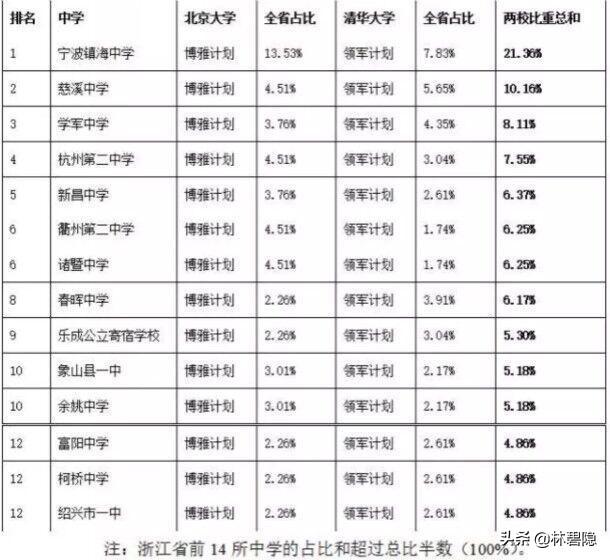 排名 中学 北京大学 全省占比 清华大学 全省占比 两校比重总和
1 宁波镇海中学 博雅计划 13.53% 领军计划 7.83% 21.36%
2 慈溪中学 博雅计划 4.51% 领军计划 5.65% 10.16%
3 学军中学 博雅计划 3.76% 领军计划 4.35% 8.11%
4 杭州第二中学 博雅计划 4.51% 领军计划 3.04% 7.55%
5 新昌中学 博雅计划 3.76% 领军计划 2.61% 6.37%
6 衢州第二中学 博雅计划 4.51% 领军计划 1.74% 6.25%
6 诸暨中学 博雅计划 4.51% 领军计划 1.74% 6.25%
8 春晖中学 博雅计划 2.26% 领军计划 3.91% 6.17%
9 乐成公立寄宿学校 博雅计划 2.26% 领军计划 3.04% 5.30%
10 象山县一中 博雅计划 3.01% 领军计划 2.17% 5.18%
10 余姚中学 博雅计划 3.01% 领军计划 2.17% 5.18%
12 富阳中学 博雅计划 2.26% 领军计划 2.61% 4.86%
12 柯桥中学 博雅计划 2.26% 领军计划 2.61% 4.86%
12 绍兴市一中 博雅计划 2.26% 领军计划 2.61% 4.86%
注：浙江省前 14 所中学的占比和超过总比半数（100%）。
头条 @林碧隐